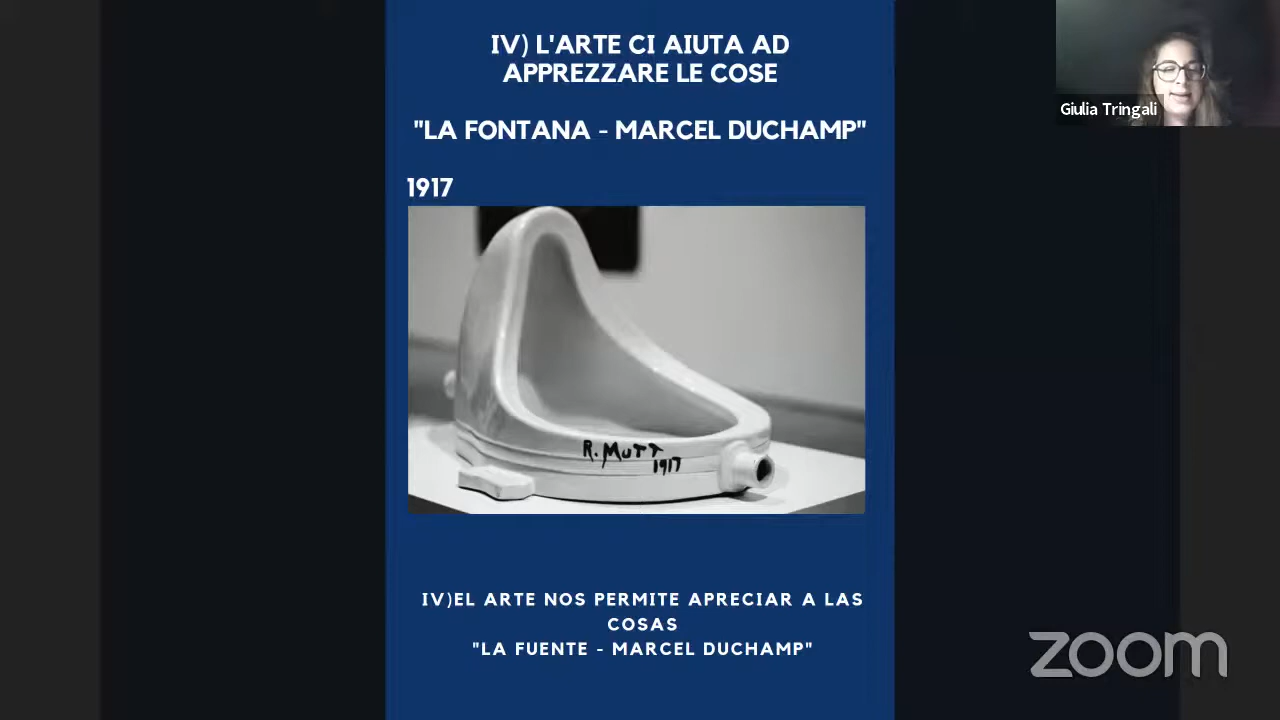 IV) L'ARTE CI AIUTA AD
APPREZZARE LE COSE
"LA FONTANA - MARCEL DUCHAMP"
1917
R. MUTT
1917
IV)EL ARTE NOS PERMITE APRECIAR A LAS
COSAS
"LA FUENTE - MARCEL DUCHAMP"
Giulia Tringali
zoom